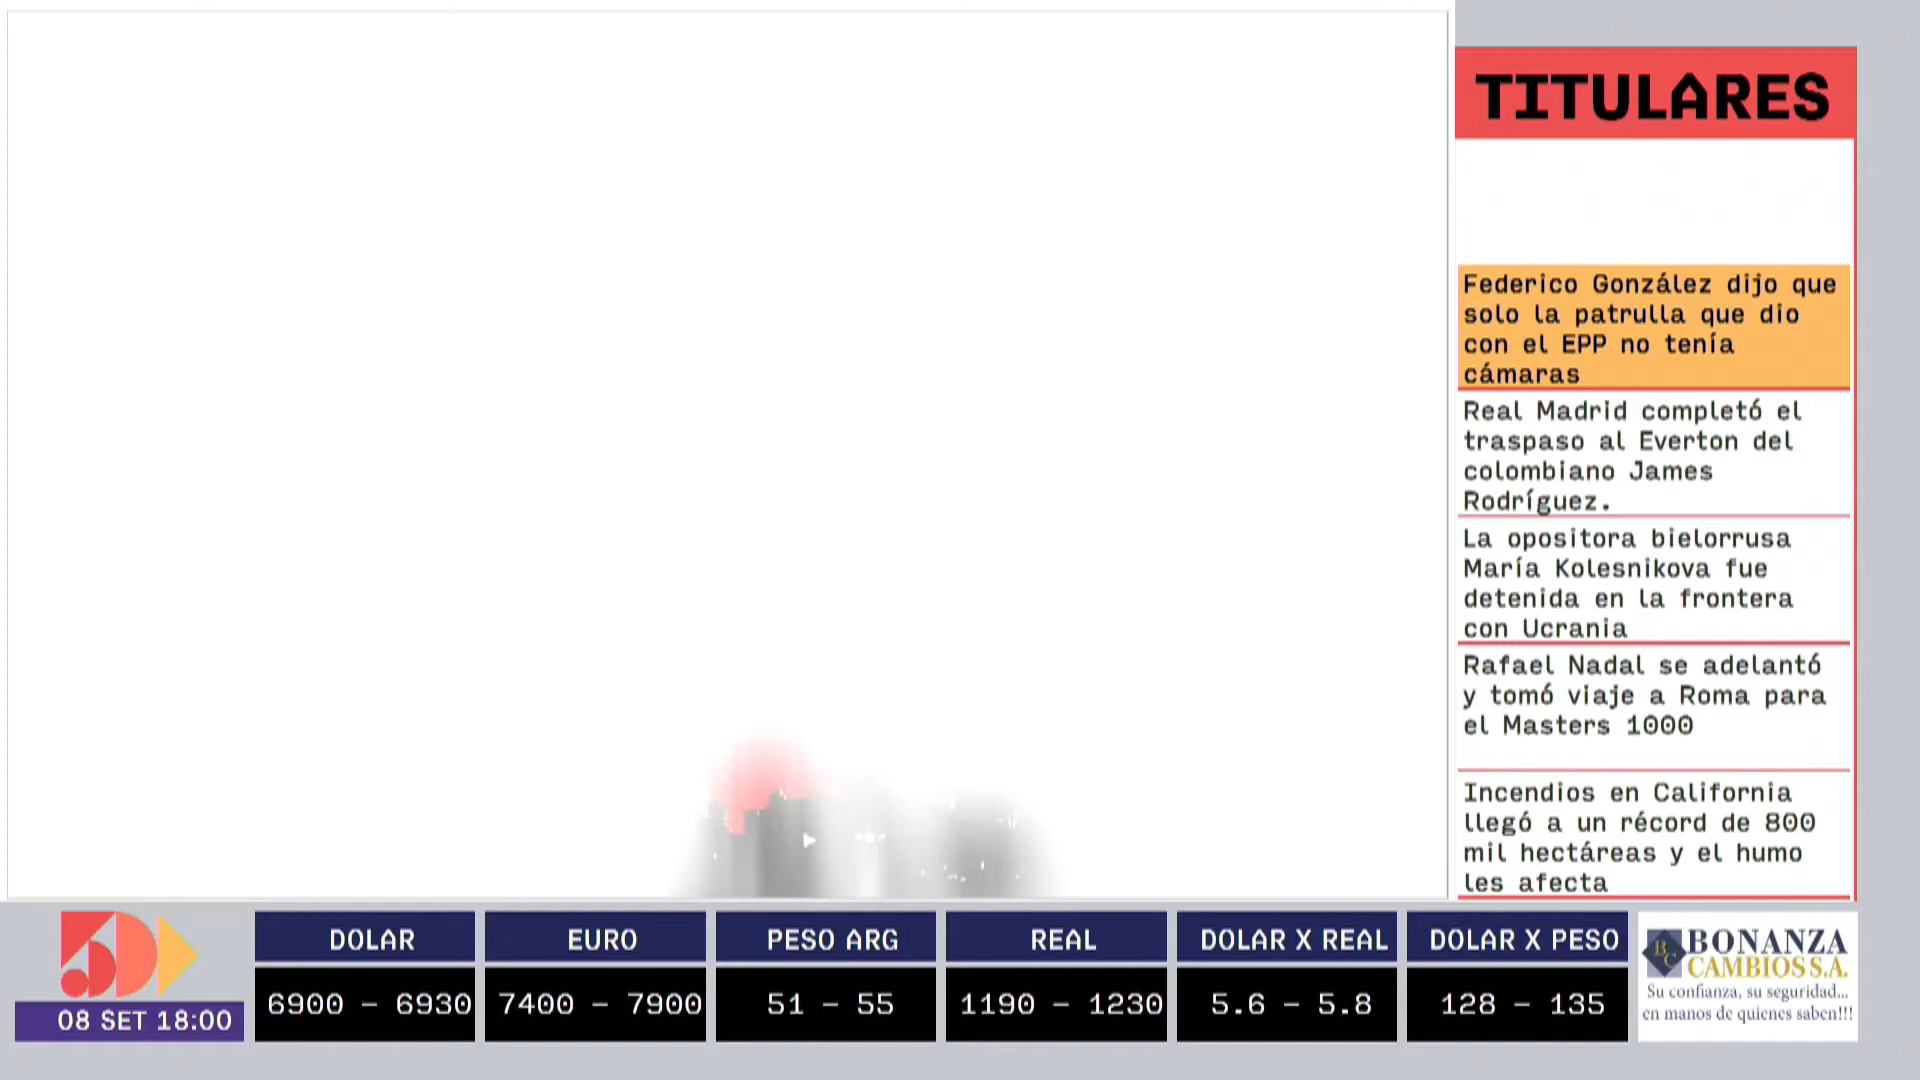 TITULARES
Federico González dijo que
solo la patrulla que dio
con el EPP no tenía
cámaras
Real Madrid completó el
traspaso al Everton del
colombiano James
Rodríguez.
La opositora bielorrusa
María Kolesnikova fue
detenida en la frontera
con Ucrania
Rafael Nadal se adelantó
y tomó viaje a Roma para
el Masters 1000
Incendios en California
llegó a un récord de 800
mil hectáreas y el humo
les afecta
5D
08 SET 18:00
DOLAR
6900 - 6930
EURO
7400 - 7900
PESO ARG
51 - 55
REAL
1190 - 1230
DOLAR X REAL
5.6 - 5.8
DOLAR X PESO
128 - 135
BC
BONANZA
CAMBIOS S.A.
Su confianza, su seguridad...
en manos de quienes saben!!!